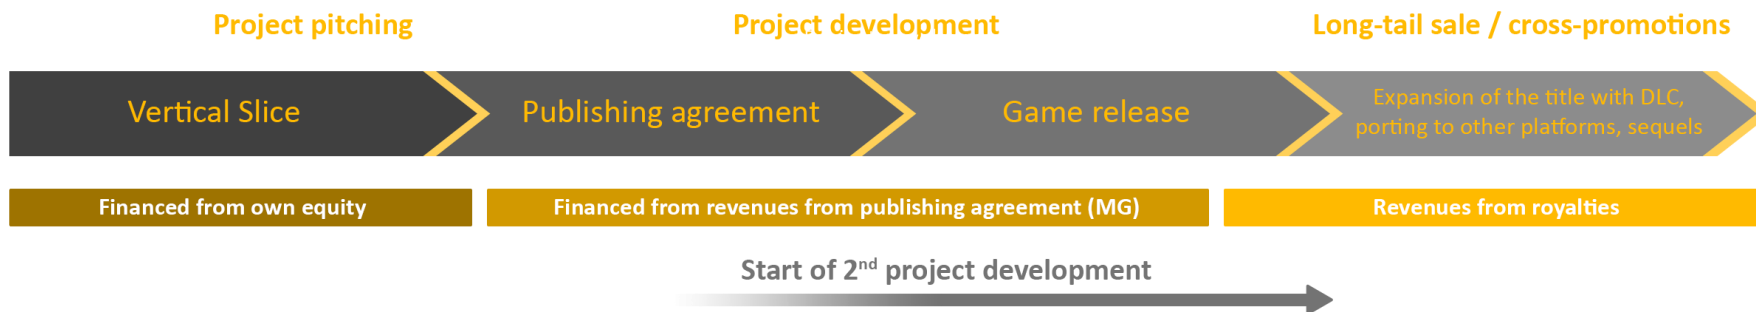 Project pitching
Project development
Long-tail sale / cross-promotions
Vertical Slice
Publishing agreement
Game release
Expansion of the title with DLC,
porting to other platforms, sequels
Financed from own equity
Financed from revenues from publishing agreement (MG)
Revenues from royalties
Start of 2nd project development